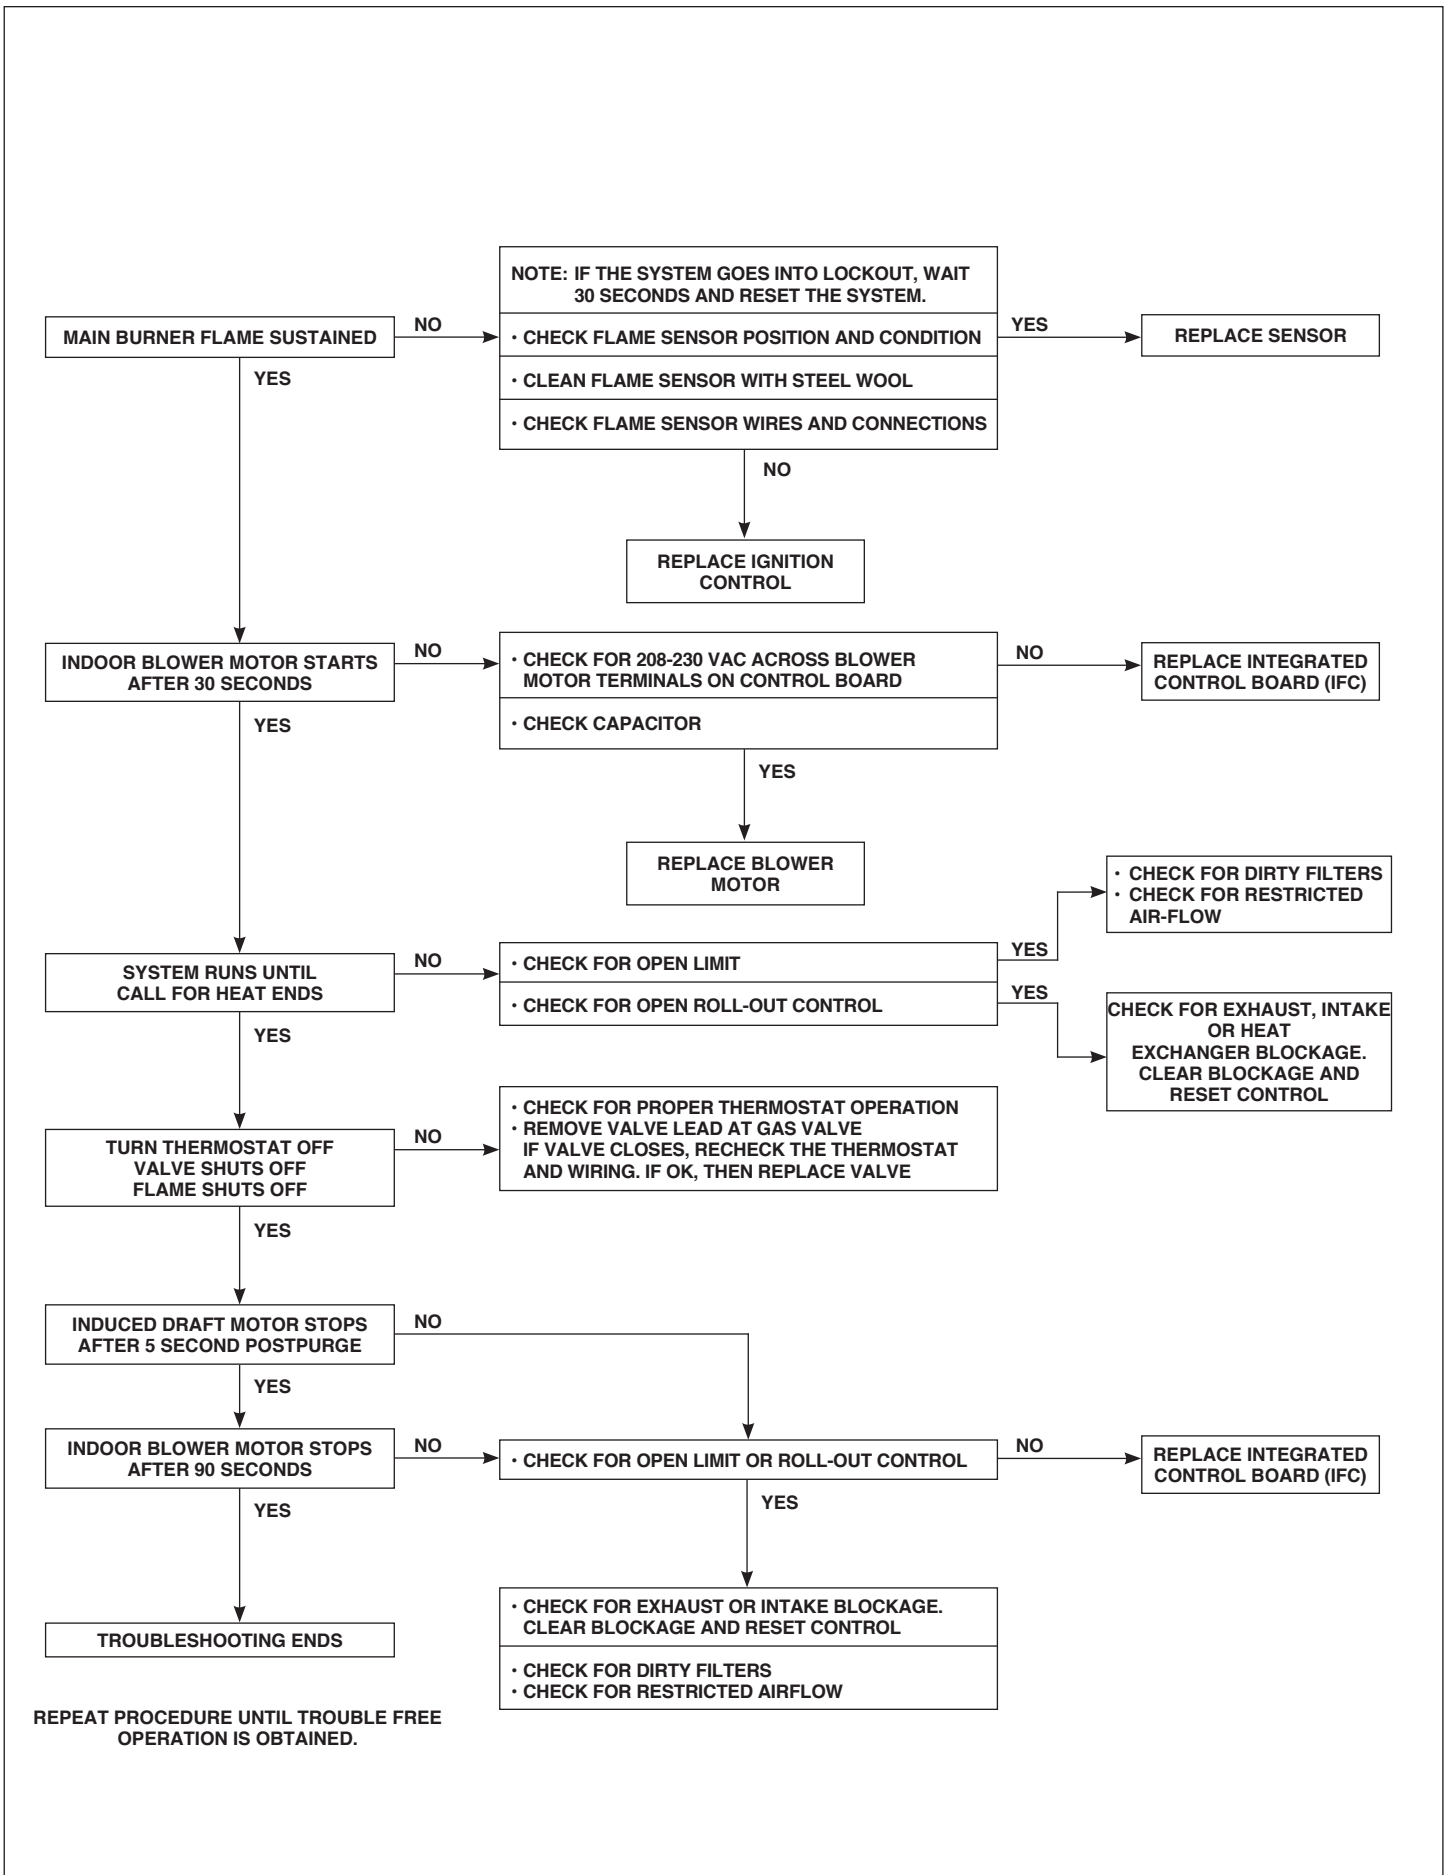 NOTE: IF THE SYSTEM GOES INTO LOCKOUT, WAIT
30 SECONDS AND RESET THE SYSTEM.
MAIN BURNER FLAME SUSTAINED
NO
• CHECK FLAME SENSOR POSITION AND CONDITION
YES
REPLACE SENSOR
YES
• CLEAN FLAME SENSOR WITH STEEL WOOL
• CHECK FLAME SENSOR WIRES AND CONNECTIONS
NO
REPLACE IGNITION
CONTROL
INDOOR BLOWER MOTOR STARTS
AFTER 30 SECONDS
NO
• CHECK FOR 208-230 VAC ACROSS BLOWER
MOTOR TERMINALS ON CONTROL BOARD
NO
REPLACE INTEGRATED
CONTROL BOARD (IFC)
YES
• CHECK CAPACITOR
YES
REPLACE BLOWER
MOTOR
• CHECK FOR DIRTY FILTERS
• CHECK FOR RESTRICTED
AIR-FLOW
SYSTEM RUNS UNTIL
CALL FOR HEAT ENDS
NO
• CHECK FOR OPEN LIMIT
YES
• CHECK FOR OPEN ROLL-OUT CONTROL
YES
CHECK FOR EXHAUST, INTAKE
OR HEAT
EXCHANGER BLOCKAGE.
CLEAR BLOCKAGE AND
RESET CONTROL
YES
TURN THERMOSTAT OFF
VALVE SHUTS OFF
FLAME SHUTS OFF
NO
• CHECK FOR PROPER THERMOSTAT OPERATION
• REMOVE VALVE LEAD AT GAS VALVE
IF VALVE CLOSES, RECHECK THE THERMOSTAT
AND WIRING. IF OK, THEN REPLACE VALVE
YES
INDUCED DRAFT MOTOR STOPS
AFTER 5 SECOND POSTPURGE
NO
YES
INDOOR BLOWER MOTOR STOPS
AFTER 90 SECONDS
NO
• CHECK FOR OPEN LIMIT OR ROLL-OUT CONTROL
NO
REPLACE INTEGRATED
CONTROL BOARD (IFC)
YES
YES
• CHECK FOR EXHAUST OR INTAKE BLOCKAGE.
CLEAR BLOCKAGE AND RESET CONTROL
• CHECK FOR DIRTY FILTERS
• CHECK FOR RESTRICTED AIRFLOW
TROUBLESHOOTING ENDS
REPEAT PROCEDURE UNTIL TROUBLE FREE
OPERATION IS OBTAINED.